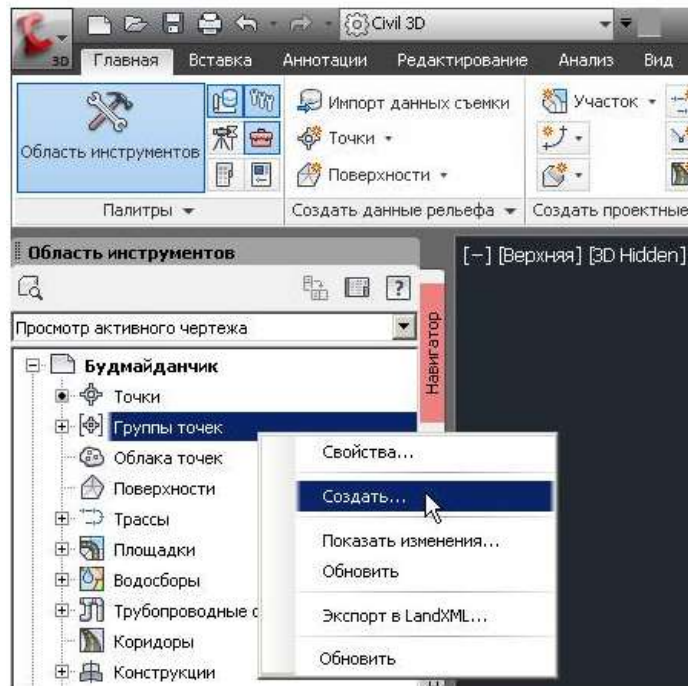 Civil 3D
3D Главная Вставка Аннотации Редактирование Анализ Вид
Область инструментов
Импорт данных съемки
Точки
Поверхности
Участок
Палитры
Создать данные рельефа
Создать проектные
Область инструментов
[−] [Верхняя] [3D Hidden]
?
Просмотр активного чертежа
Навигатор
Будмайданчик
Точки
Группы точек
Облака точек
Поверхности
Трассы
Площадки
Водосборы
Трубопроводные
Коридоры
Конструкции
Свойства...
Создать...
Показать изменения...
Обновить
Экспорт в LandXML...
Обновить